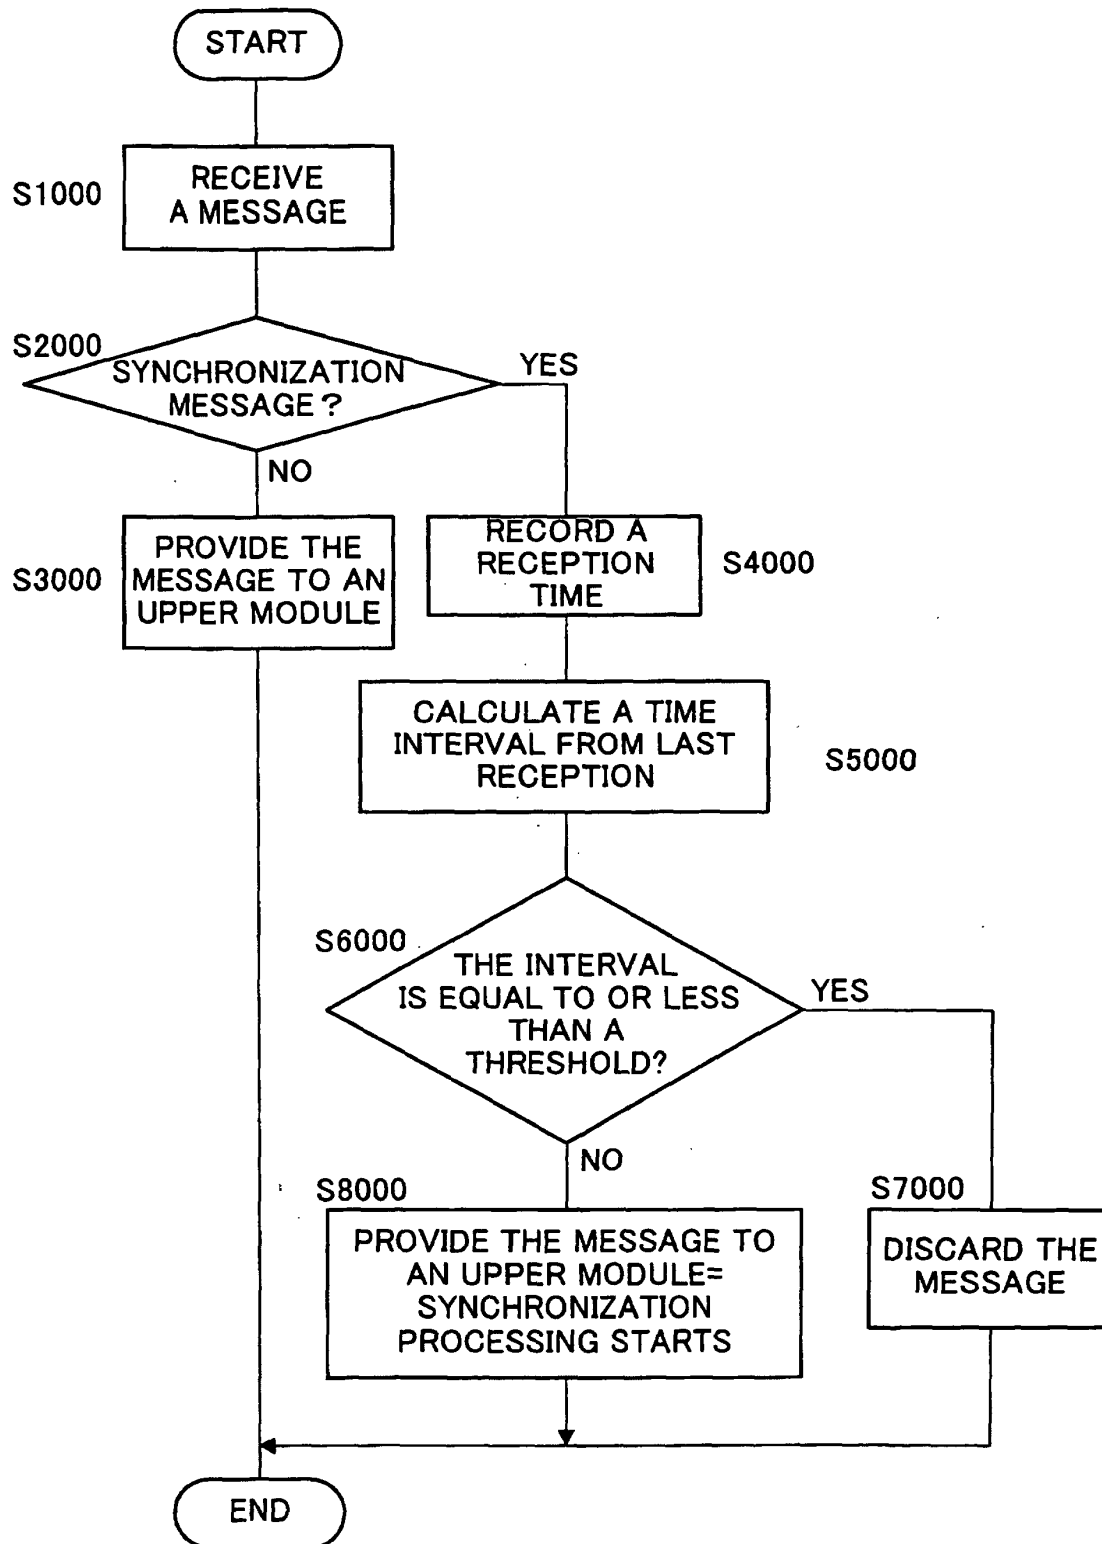 START
S1000
RECEIVE
A MESSAGE
S2000
SYNCHRONIZATION
MESSAGE?
YES
NO
S3000
PROVIDE THE
MESSAGE TO AN
UPPER MODULE
RECORD A
RECEPTION
TIME
S4000
CALCULATE A TIME
INTERVAL FROM LAST
RECEPTION
S5000
S6000
THE INTERVAL
IS EQUAL TO OR LESS
THAN A
THRESHOLD?
YES
NO
S8000
PROVIDE THE MESSAGE TO
AN UPPER MODULE=
SYNCHRONIZATION
PROCESSING STARTS
S7000
DISCARD THE
MESSAGE
END